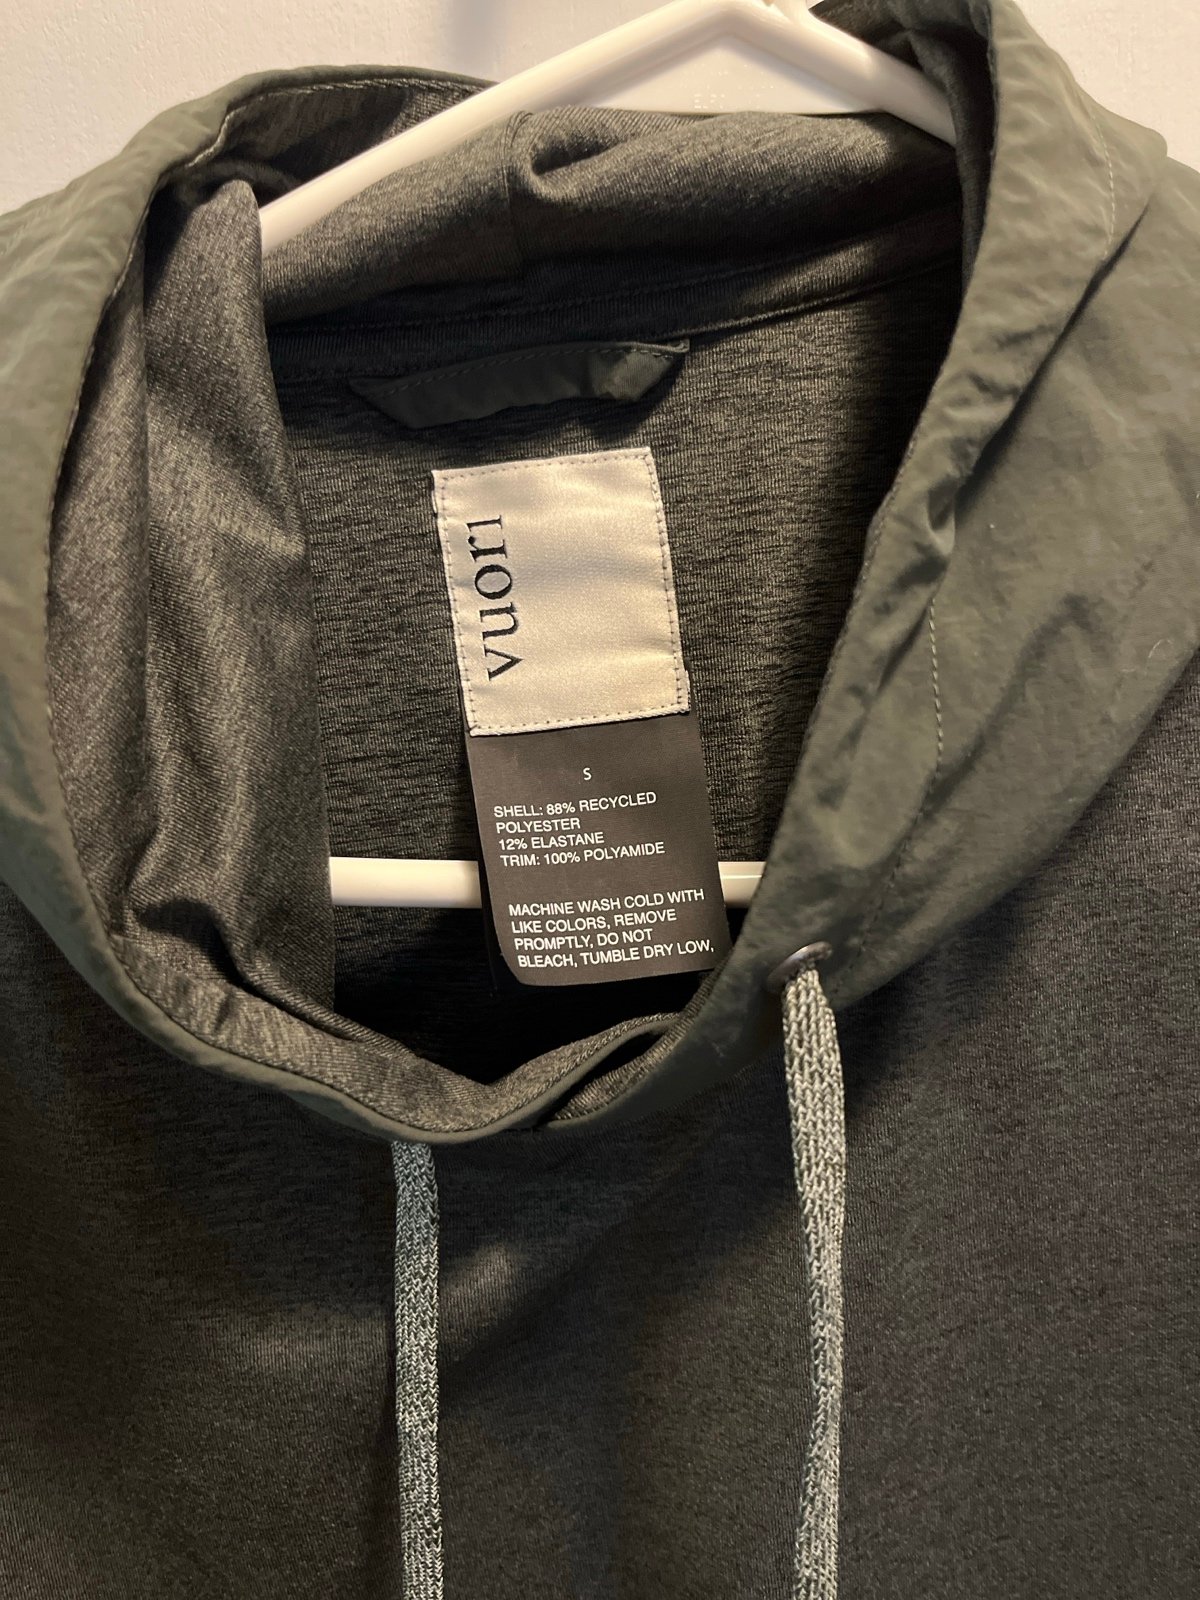 vuori
S
SHELL: 88% RECYCLED
POLYESTER
12% ELASTANE
TRIM: 100% POLYAMIDE
MACHINE WASH COLD WITH
LIKE COLORS, REMOVE
PROMPTLY, DO NOT
BLEACH, TUMBLE DRY LOW,